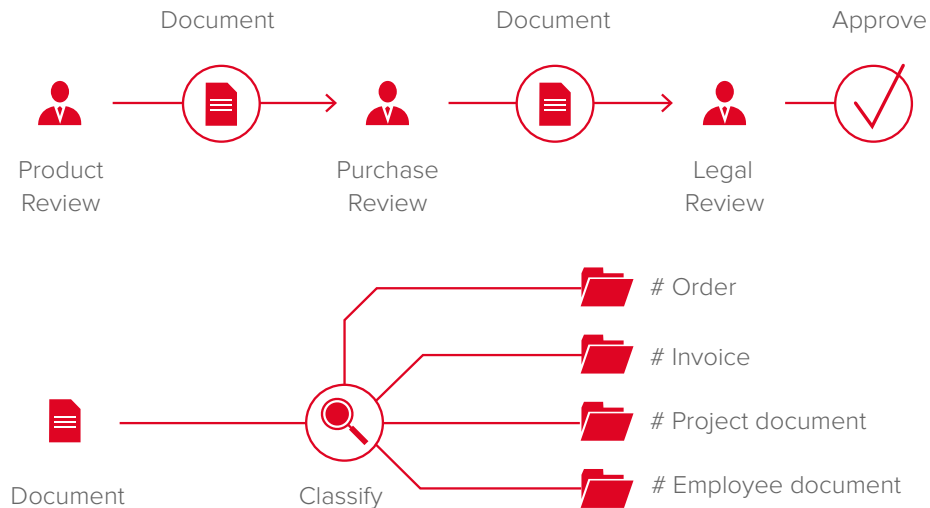 Document
Document
Approve
Product
Review
Purchase
Review
Legal
Review
# Order
# Invoice
# Project document
# Employee document
Document
Classify